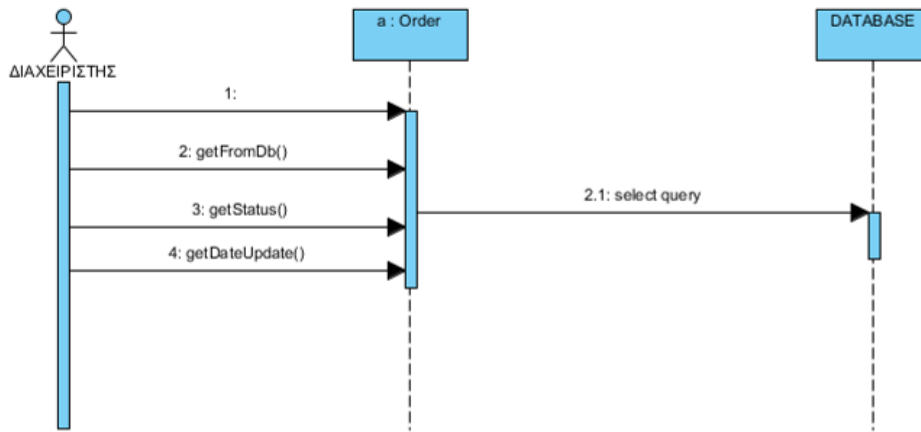 a : Order
DATABASE
ΔΙΑΧΕΙΡΙΣΤΗΣ
1:
2: getFromDb()
2.1: select query
3: getStatus()
4: getDateUpdate()